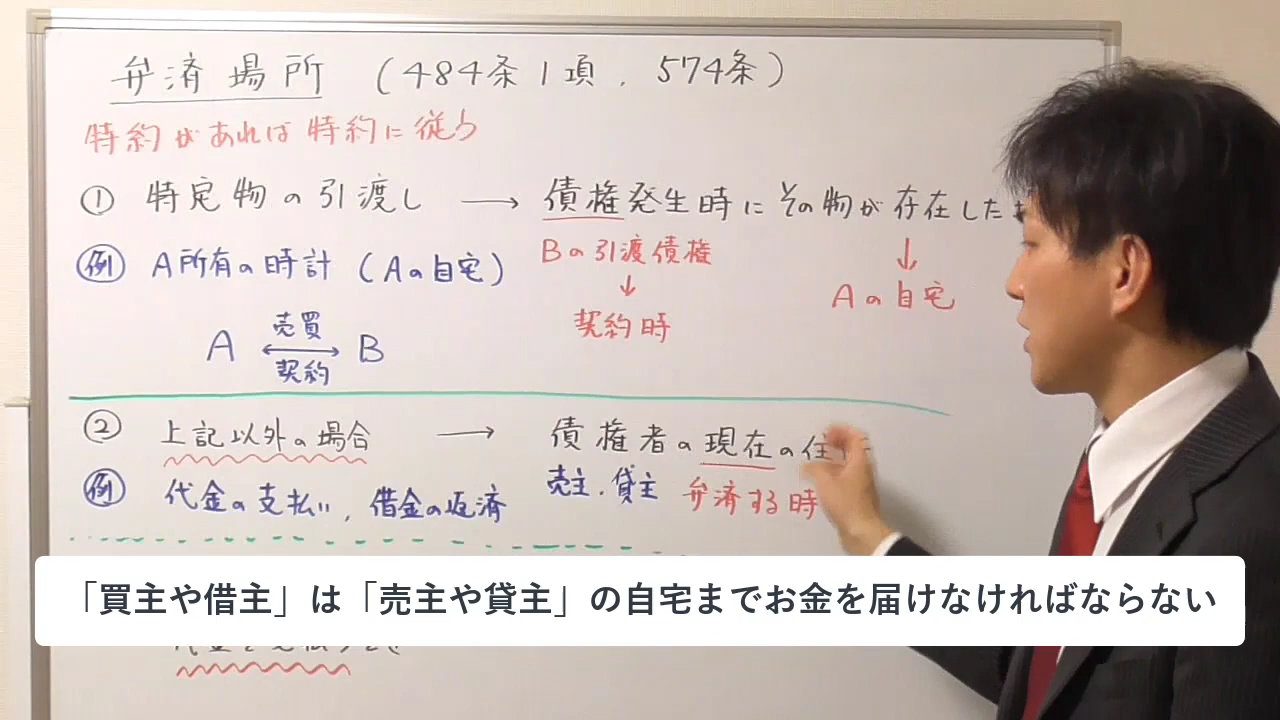 弁済場所 (484条1項、574条)
特約があれば特約に従う
① 特定物の引渡し → 債権発生時にその物が存在した
Bの引渡債権
↓
契約時
↓
Aの自宅
例 A所有の時計 (Aの自宅)
売買
A ↔ B
契約
② 上記以外の場合 → 債権者の現在の住
売主・貸主 弁済する時
例 代金の支払い、借金の返済
「買主や借主」は「売主や貸主」の自宅までお金を届けなければならない